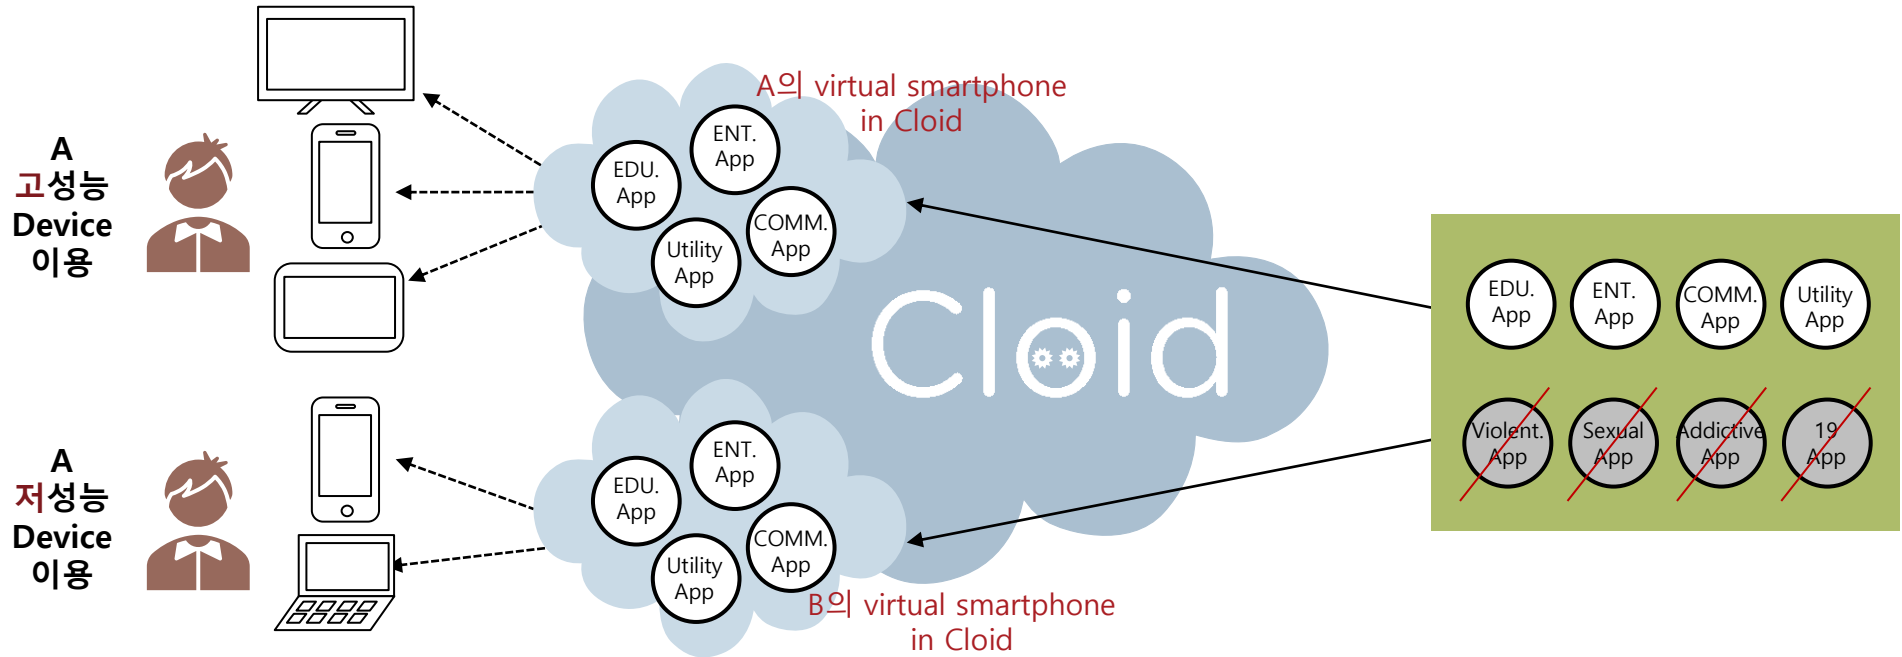 A
고성능
Device
이용
A의 virtual smartphone
in Cloid
ENT.
App
EDU.
App
COMM.
App
Utility
App
Cloid
EDU.
App
ENT.
App
COMM.
App
Utility
App
Violent.
App
Sexual
App
Addictive
App
19
App
A
저성능
Device
이용
ENT.
App
EDU.
App
COMM.
App
Utility
App
B의 virtual smartphone
in Cloid